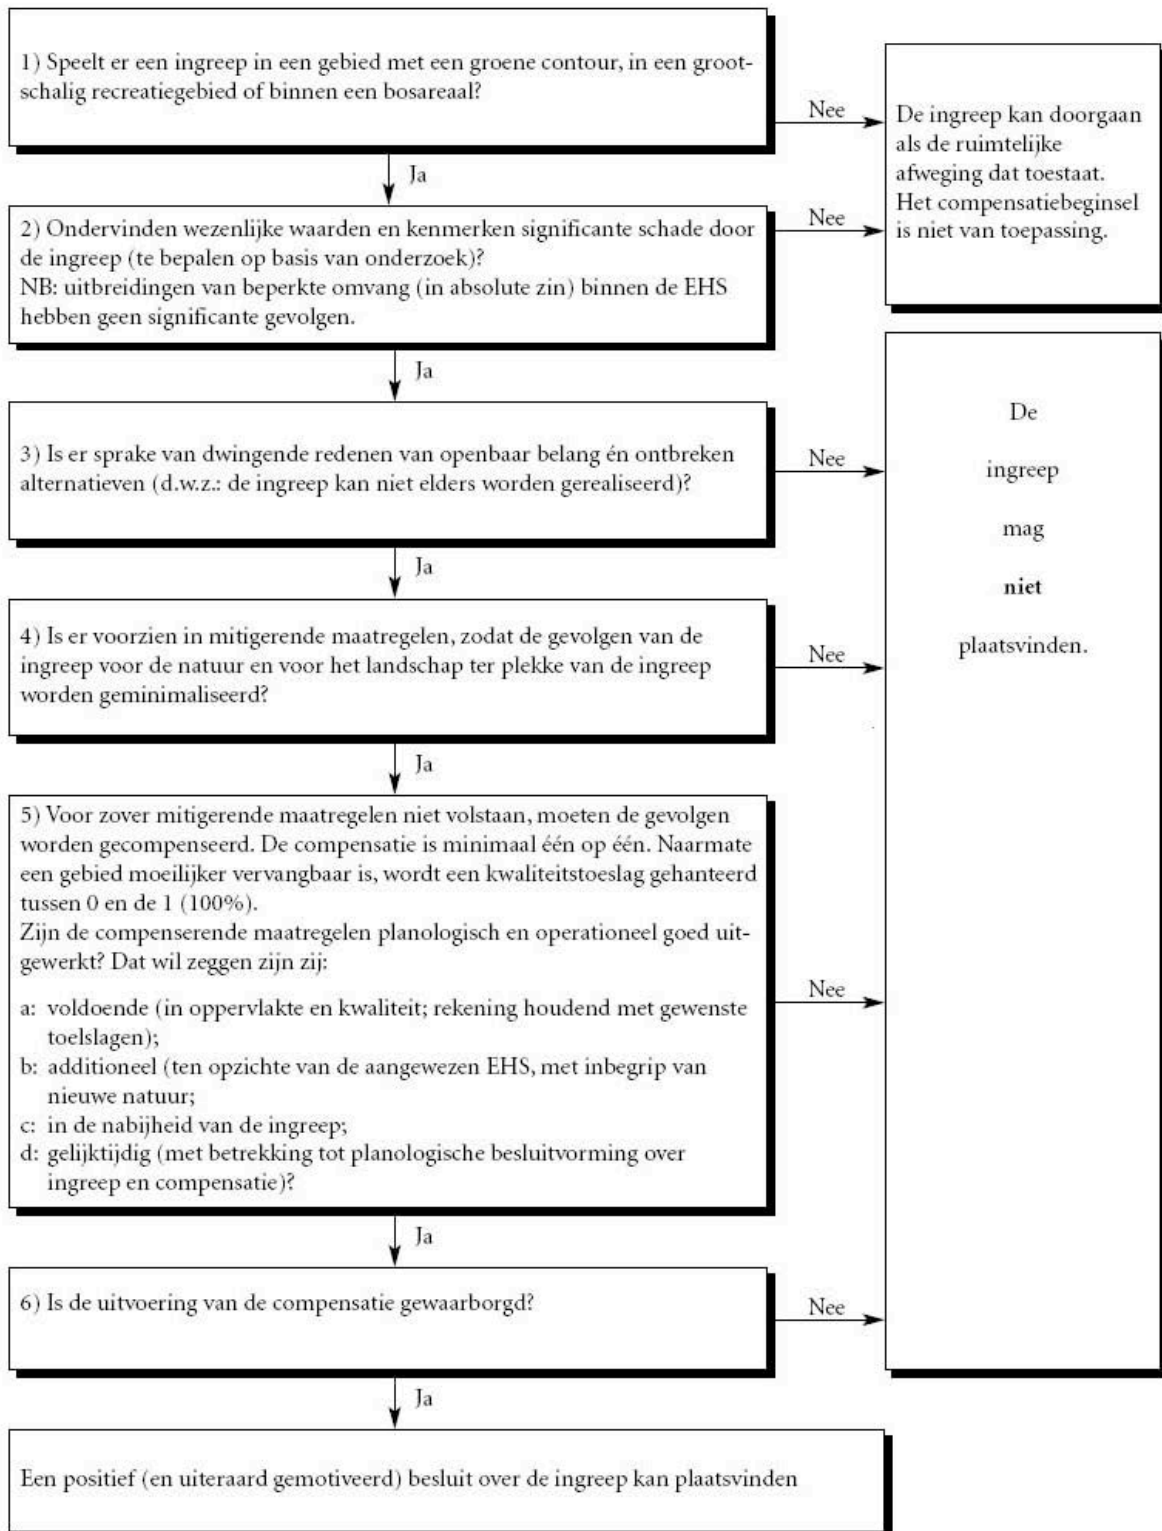 1) Speelt er een ingreep in een gebied met een groene contour, in een groot-
schalig recreatiegebied of binnen een bosareaal?
Nee
De ingreep kan doorgaan
als de ruimtelijke
afweging dat toestaat.
Het compensatiebeginsel
is niet van toepassing.
Ja
2) Ondervinden wezenlijke waarden en kenmerken significante schade door
de ingreep (te bepalen op basis van onderzoek)?
NB: uitbreidingen van beperkte omvang (in absolute zin) binnen de EHS
hebben geen significante gevolgen.
Nee
Ja
3) Is er sprake van dwingende redenen van openbaar belang én ontbreken
alternatieven (d.w.z.: de ingreep kan niet elders worden gerealiseerd)?
Nee
De
ingreep
mag
niet
plaatsvinden.
Ja
4) Is er voorzien in mitigerende maatregelen, zodat de gevolgen van de
ingreep voor de natuur en voor het landschap ter plekke van de ingreep
worden geminimaliseerd?
Nee
Ja
5) Voor zover mitigerende maatregelen niet volstaan, moeten de gevolgen
worden gecompenseerd. De compensatie is minimaal één op één. Naarmate
een gebied moeilijker vervangbaar is, wordt een kwaliteitstoeslag gehanteerd
tussen 0 en de 1 (100%).
Zijn de compenserende maatregelen planologisch en operationeel goed uit-
gewerkt? Dat wil zeggen zijn zij:
a: voldoende (in oppervlakte en kwaliteit; rekening houdend met gewenste
toelslagen);
b: additioneel (ten opzichte van de aangewezen EHS, met inbegrip van
nieuwe natuur;
c: in de nabijheid van de ingreep;
d: gelijktijdig (met betrekking tot planologische besluitvorming over
ingreep en compensatie)?
Nee
Ja
6) Is de uitvoering van de compensatie gewaarborgd?
Nee
Ja
Een positief (en uiteraard gemotiveerd) besluit over de ingreep kan plaatsvinden